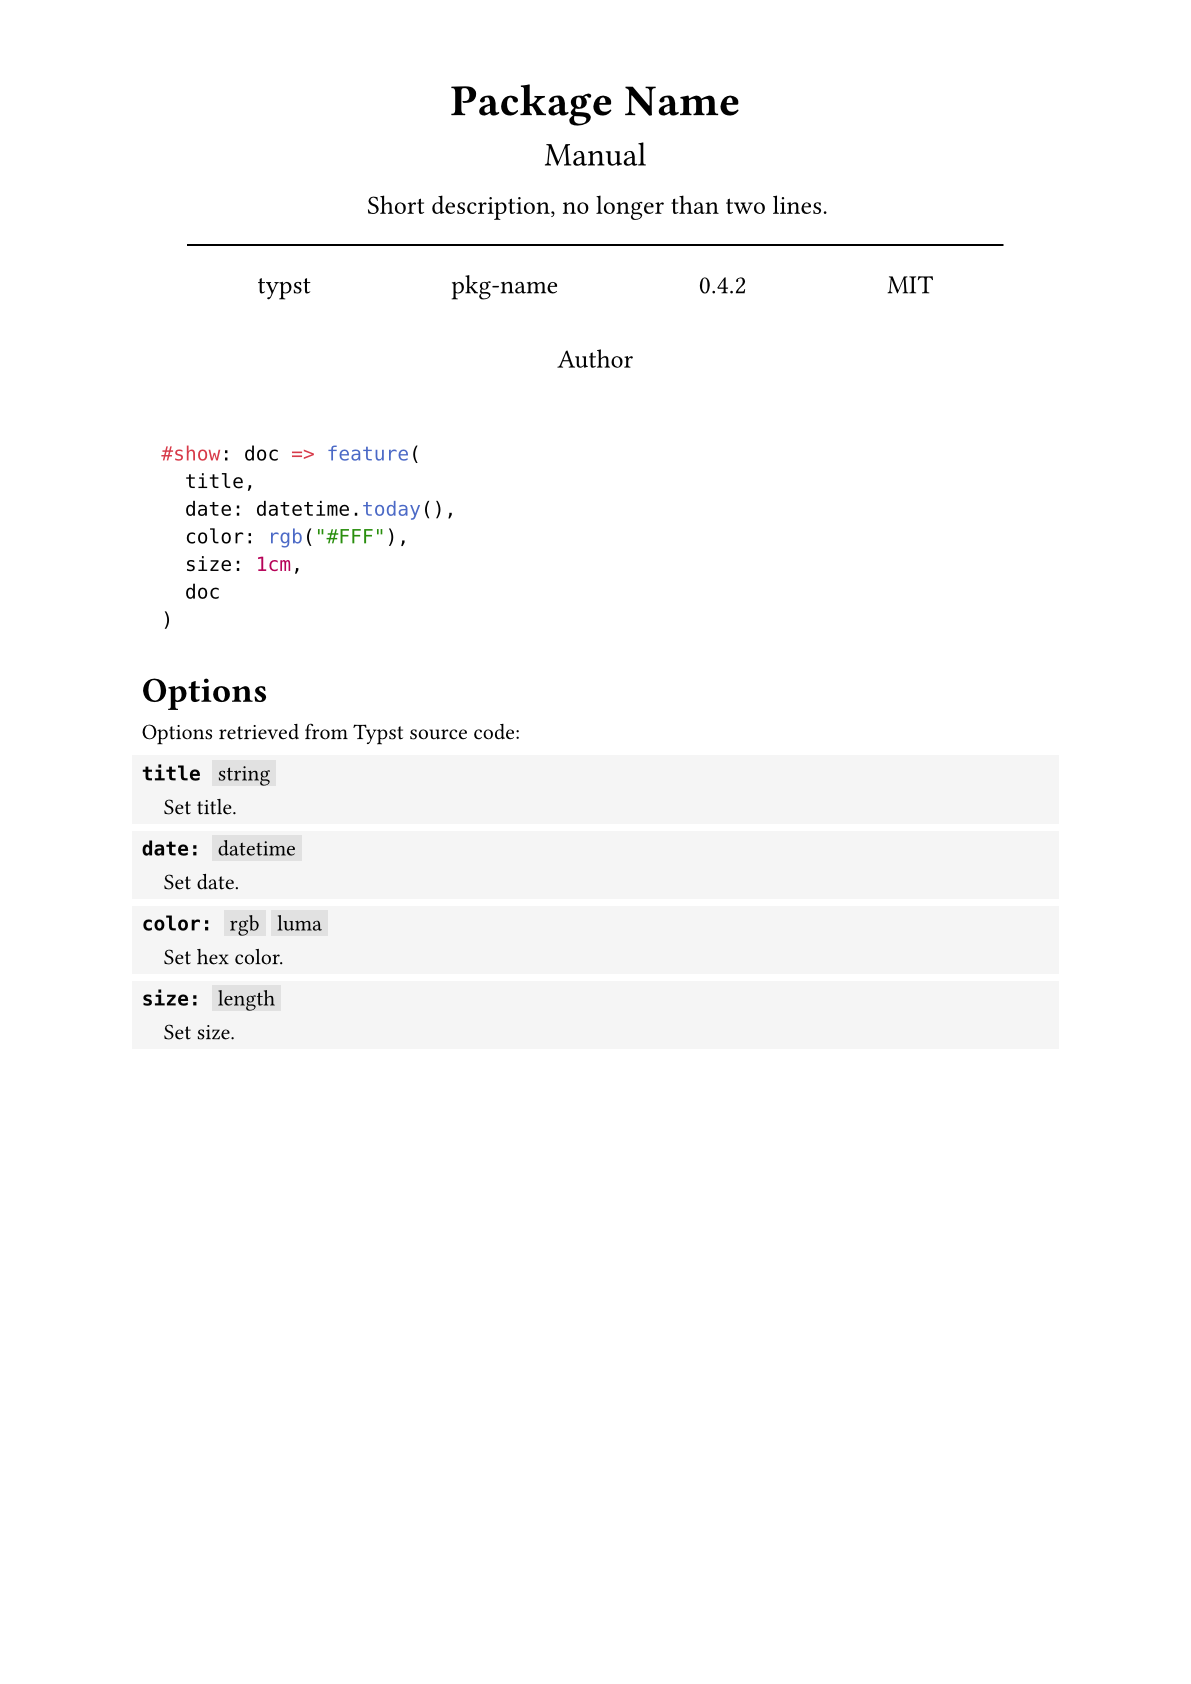 Package Name
Manual
Short description, no longer than two lines.
typst pkg-name 0.4.2 MIT
Author
#show: doc => feature(
  title,
  date: datetime.today(),
  color: rgb("#FFF"),
  size: 1cm,
  doc
)
Options
Options retrieved from Typst source code:
title string
Set title.
date: datetime
Set date.
color: rgb luma
Set hex color.
size: length
Set size.